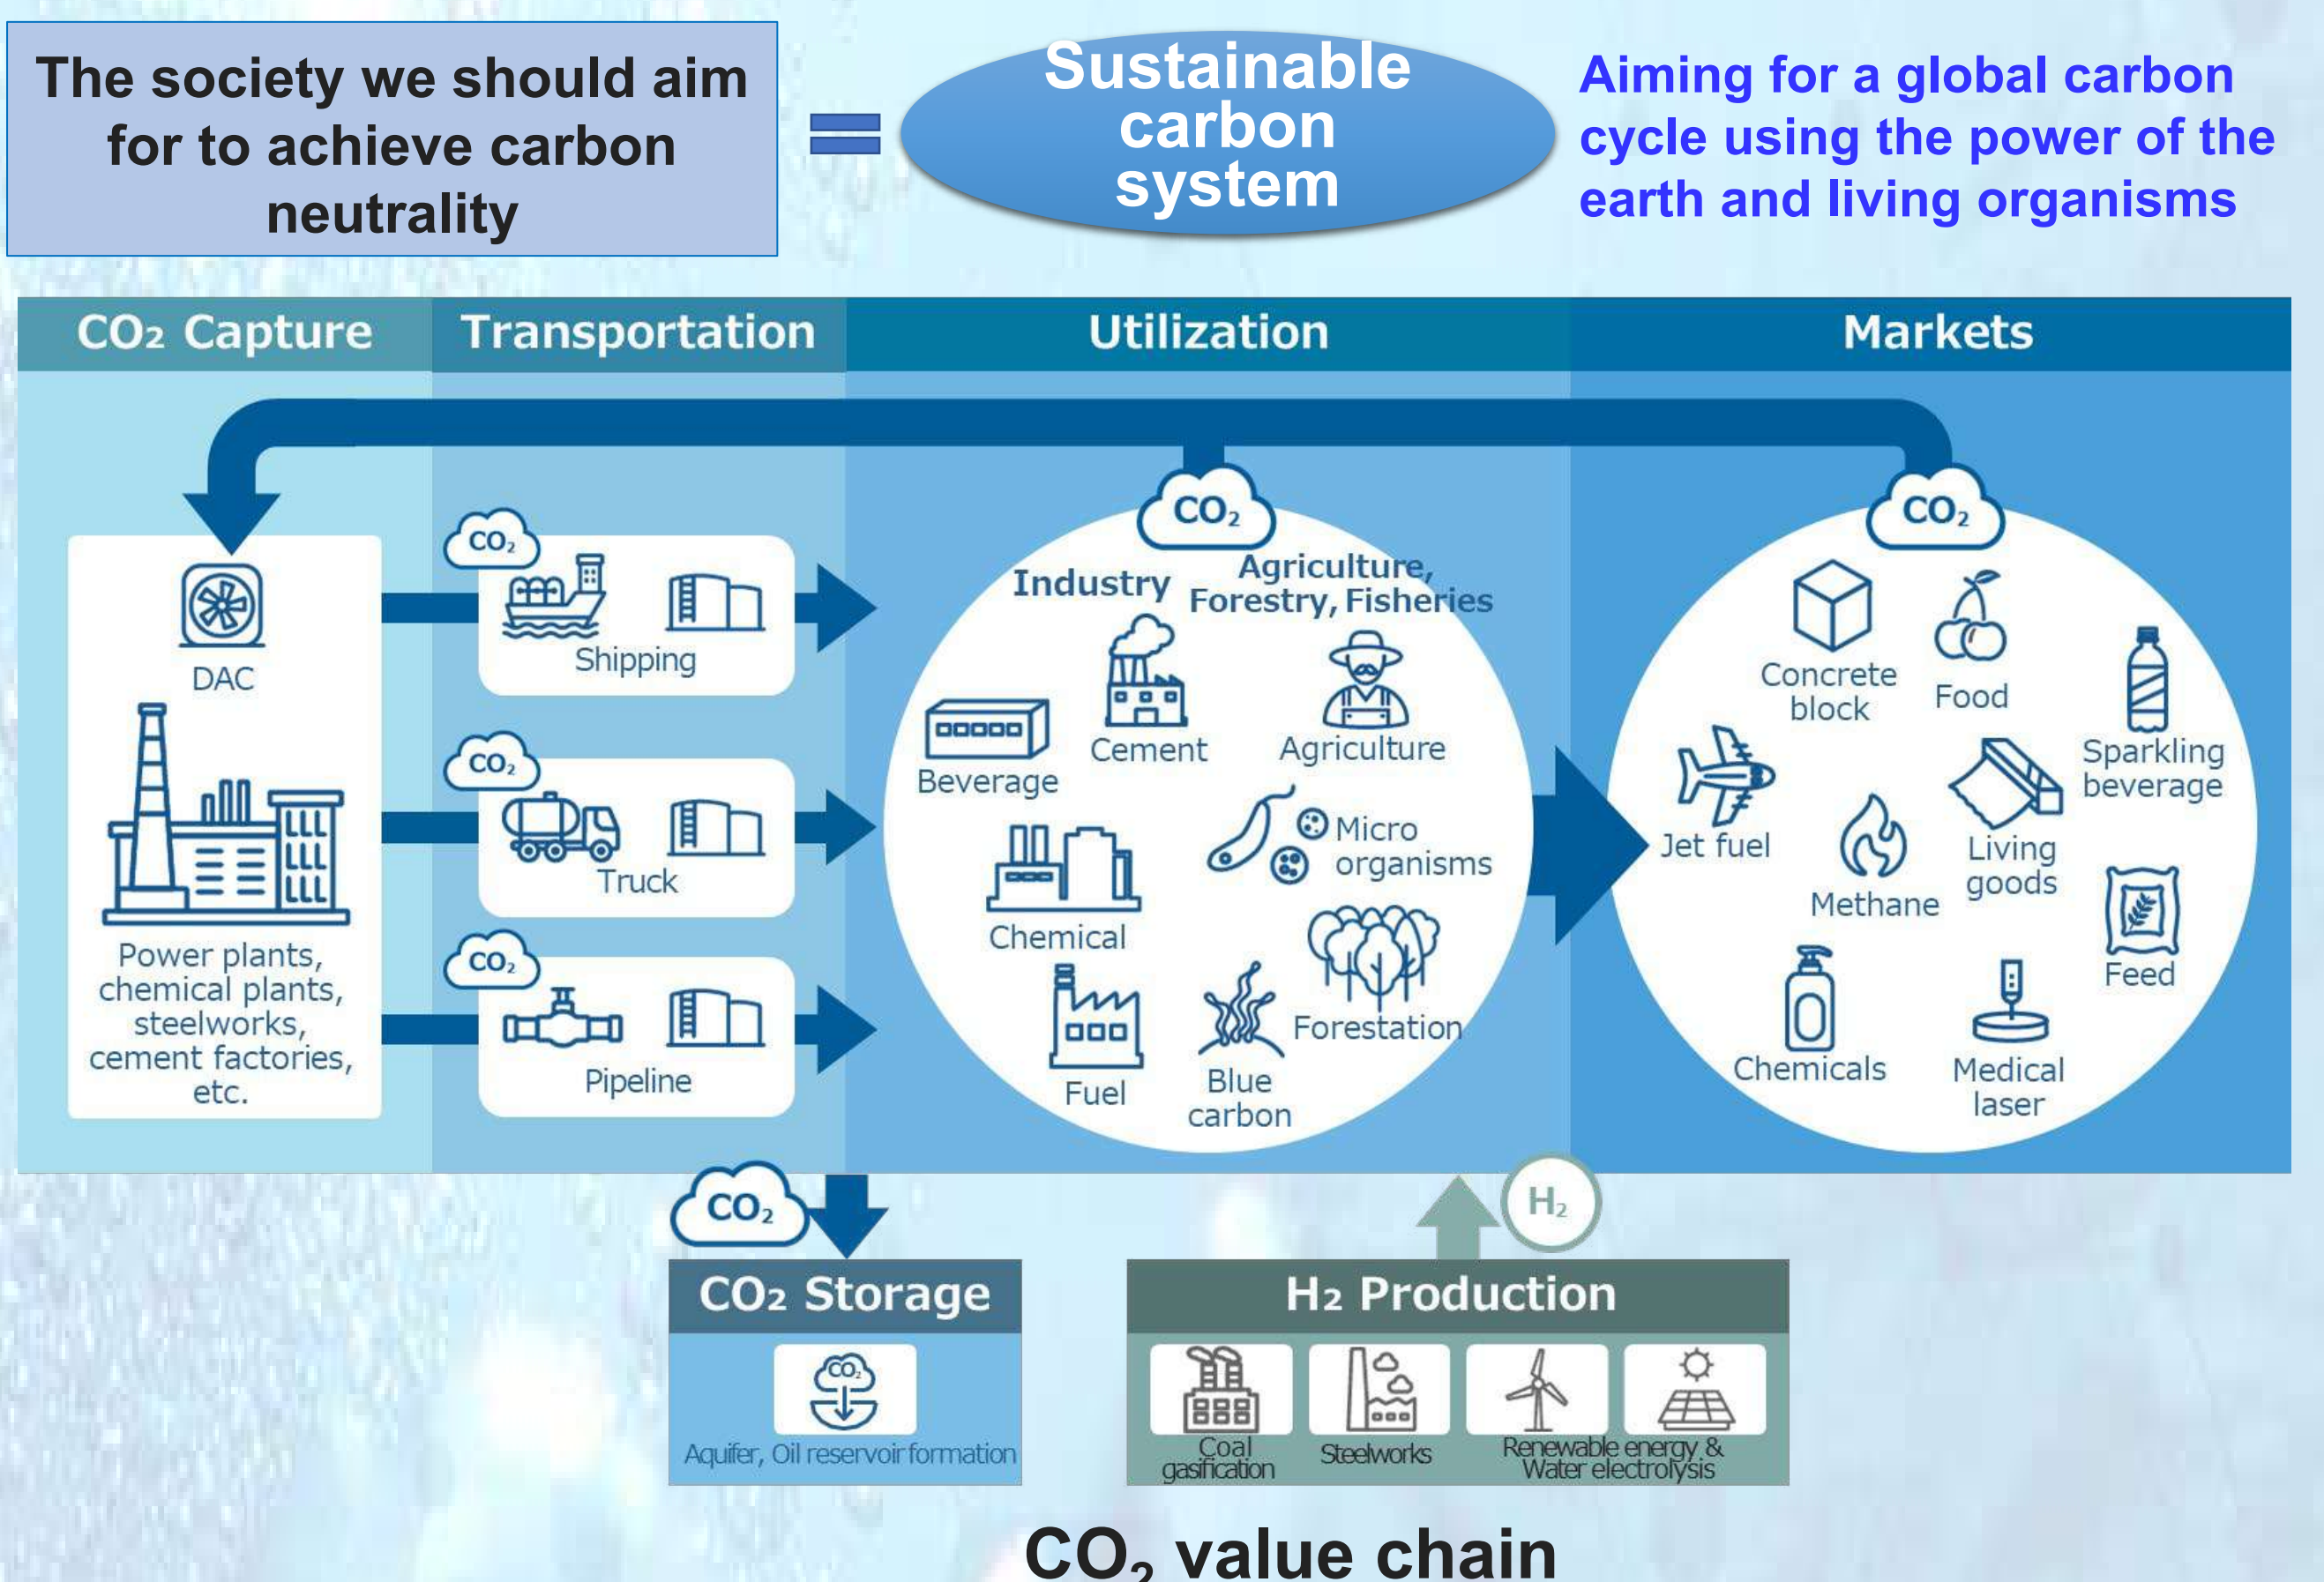 The society we should aim
for to achieve carbon
neutrality
Sustainable
carbon
system
Aiming for a global carbon
cycle using the power of the
earth and living organisms
CO₂ Capture
Transportation
Utilization
Markets
DAC
Power plants,
chemical plants,
steelworks,
cement factories,
etc.
CO₂
Shipping
CO₂
Truck
CO₂
Pipeline
CO₂
Industry
Agriculture,
Forestry, Fisheries
Beverage
Cement
Agriculture
Chemical
Micro
organisms
Fuel
Blue
carbon
Forestation
CO₂
Concrete
block
Food
Sparkling
beverage
Jet fuel
Methane
Living
goods
Feed
Chemicals
Medical
laser
CO₂
CO₂ Storage
CO₂
Aquifer, Oil reservoir formation
H₂
H₂ Production
Coal
gasification
Steelworks
Renewable energy &
Water electrolysis
CO₂ value chain